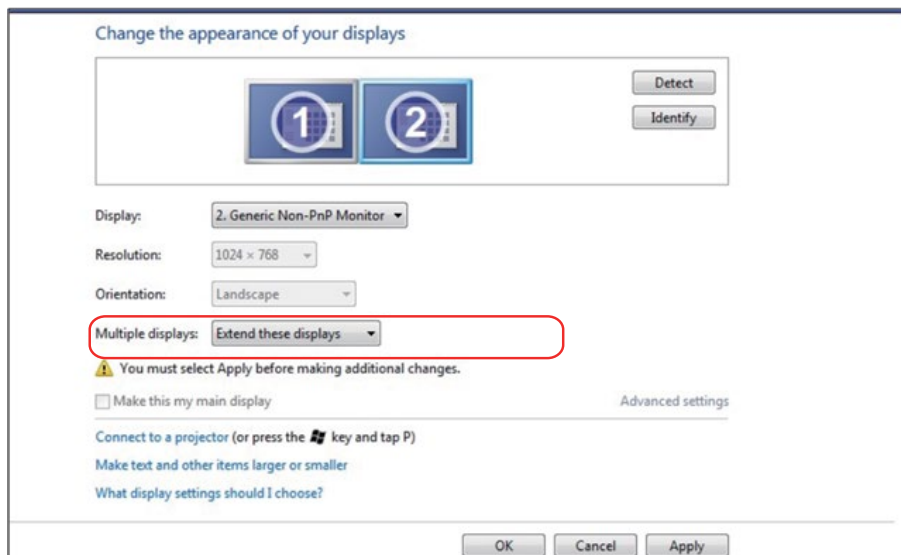 Change the appearance of your displays
1 2
Detect
Identify
Display: 2. Generic Non-PnP Monitor
Resolution: 1024 × 768
Orientation: Landscape
Multiple displays: Extend these displays
You must select Apply before making additional changes.
Make this my main display Advanced settings
Connect to a projector (or press the key and tap P)
Make text and other items larger or smaller
What display settings should I choose?
OK Cancel Apply